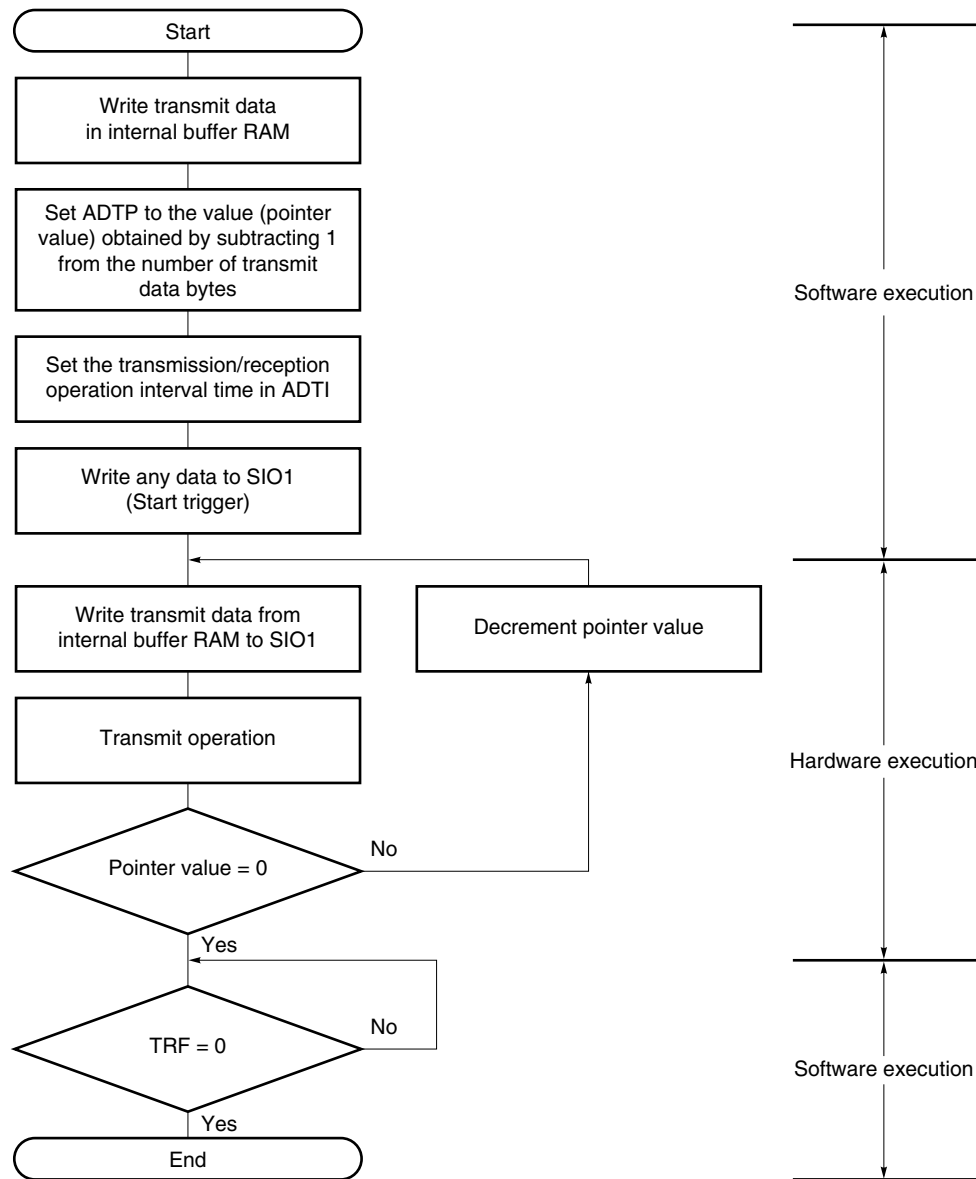 Start
Write transmit data
in internal buffer RAM
Set ADTP to the value (pointer
value) obtained by subtracting 1
from the number of transmit
data bytes
Software execution
Set the transmission/reception
operation interval time in ADTI
Write any data to SIO1
(Start trigger)
Write transmit data from
internal buffer RAM to SIO1
Decrement pointer value
Transmit operation
Hardware execution
Pointer value = 0
No
Yes
TRF = 0
No
Software execution
Yes
End